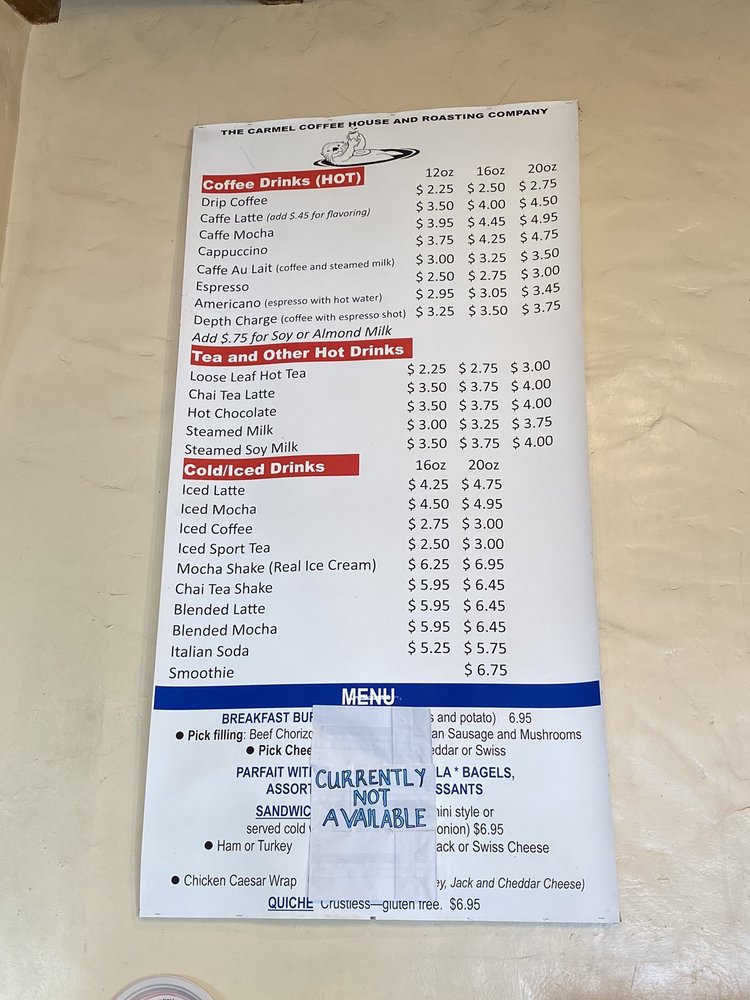 THE CARMEL COFFEE HOUSE AND ROASTING COMPANY
Coffee Drinks (HOT) 12oz 16oz 20oz
Drip Coffee $ 2.25 $ 2.50 $ 2.75
Caffe Latte (add $.45 for flavoring) $ 3.50 $ 4.00 $ 4.50
Caffe Mocha $ 3.95 $ 4.45 $ 4.95
Cappuccino $ 3.75 $ 4.25 $ 4.75
Caffe Au Lait (coffee and steamed milk) $ 3.00 $ 3.25 $ 3.50
Espresso $ 2.50 $ 2.75 $ 3.00
Americano (espresso with hot water) $ 2.95 $ 3.05 $ 3.45
Depth Charge (coffee with espresso shot) $ 3.25 $ 3.50 $ 3.75
Add $.75 for Soy or Almond Milk
Tea and Other Hot Drinks
Loose Leaf Hot Tea $ 2.25 $ 2.75 $ 3.00
Chai Tea Latte $ 3.50 $ 3.75 $ 4.00
Hot Chocolate $ 3.50 $ 3.75 $ 4.00
Steamed Milk $ 3.00 $ 3.25 $ 3.75
Steamed Soy Milk $ 3.50 $ 3.75 $ 4.00
Cold/Iced Drinks 16oz 20oz
Iced Latte $ 4.25 $ 4.75
Iced Mocha $ 4.50 $ 4.95
Iced Coffee $ 2.75 $ 3.00
Iced Sport Tea $ 2.50 $ 3.00
Mocha Shake (Real Ice Cream) $ 6.25 $ 6.95
Chai Tea Shake $ 5.95 $ 6.45
Blended Latte $ 5.95 $ 6.45
Blended Mocha $ 5.95 $ 6.45
Italian Soda $ 5.25 $ 5.75
Smoothie $ 6.75
MENU
BREAKFAST and potato) 6.95
● Pick filling: Beef Sausage and Mushrooms
● Pick or Swiss
PARFAIT * BAGELS,
CURRENTLY
NOT
AVAILABLE
style or
served cold onion) $6.95
● Ham or Turkey or Swiss Cheese
● Chicken Caesar Wrap Jack and Cheddar Cheese)
QUICHE Crustless—gluten free. $6.95